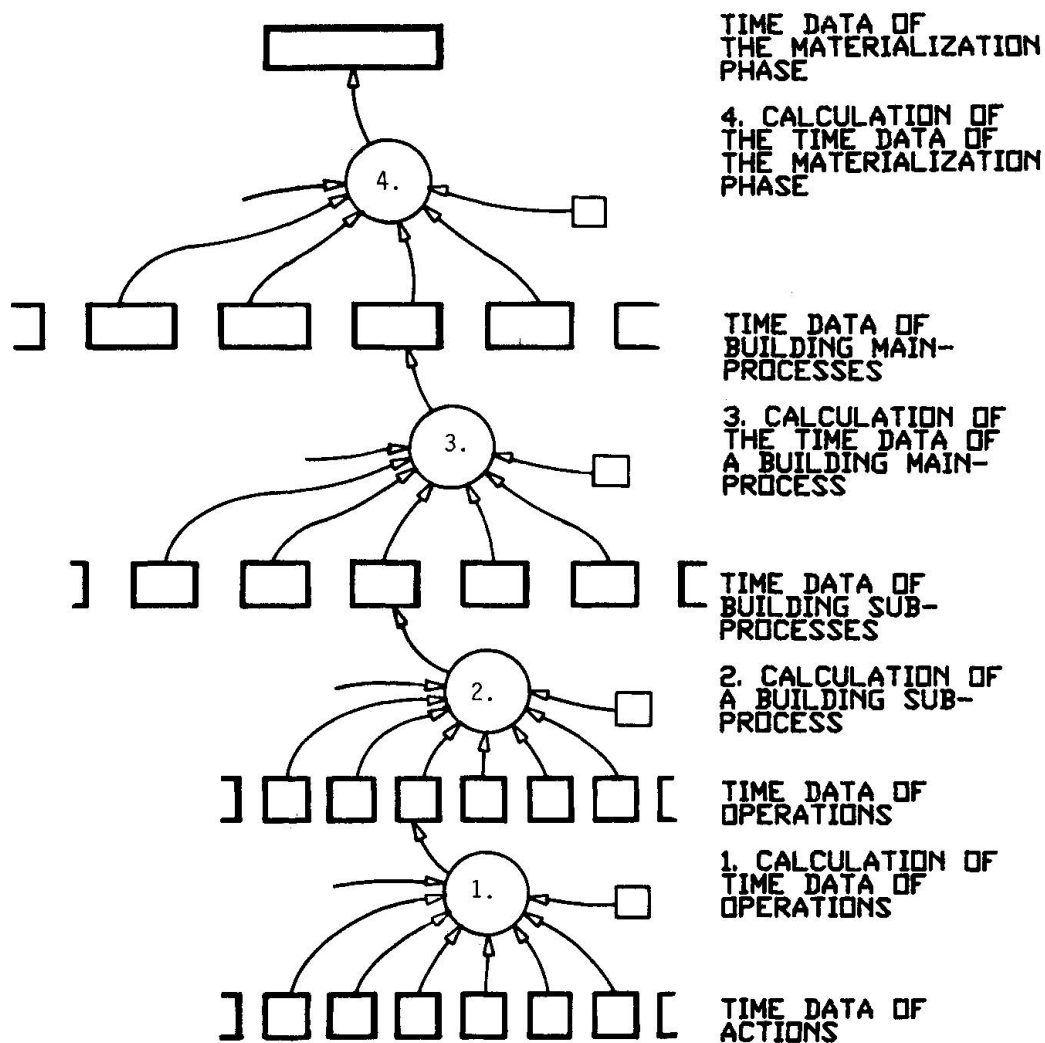 TIME DATA OF
THE MATERIALIZATION
PHASE
4. CALCULATION OF
THE TIME DATA OF
THE MATERIALIZATION
PHASE
4.
TIME DATA OF
BUILDING MAIN-
PROCESSES
3. CALCULATION OF
THE TIME DATA OF
A BUILDING MAIN-
PROCESS
3.
TIME DATA OF
BUILDING SUB-
PROCESSES
2. CALCULATION OF
A BUILDING SUB-
PROCESS
2.
TIME DATA OF
OPERATIONS
1. CALCULATION OF
TIME DATA OF
OPERATIONS
1.
TIME DATA OF
ACTIONS